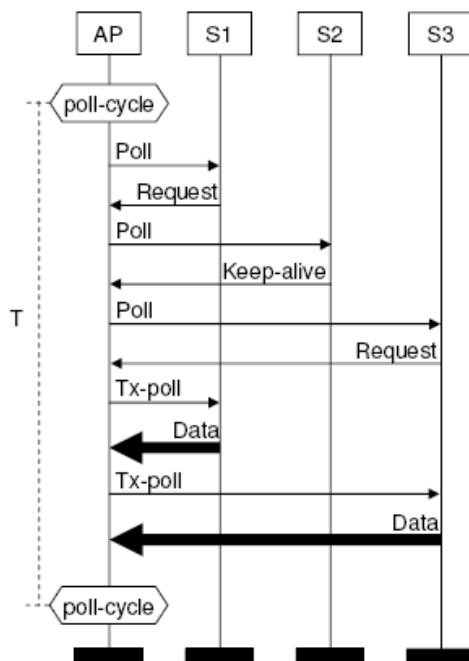 AP S1 S2 S3
poll-cycle
Poll
Request
Poll
Keep-alive
Poll
T
Request
Tx-poll
Data
Tx-poll
Data
poll-cycle